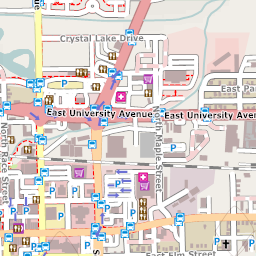 Crystal Lake Drive
East Pa
East University Avenue
East University Aven
North Race Street
North Maple Street
S
East Elm Street